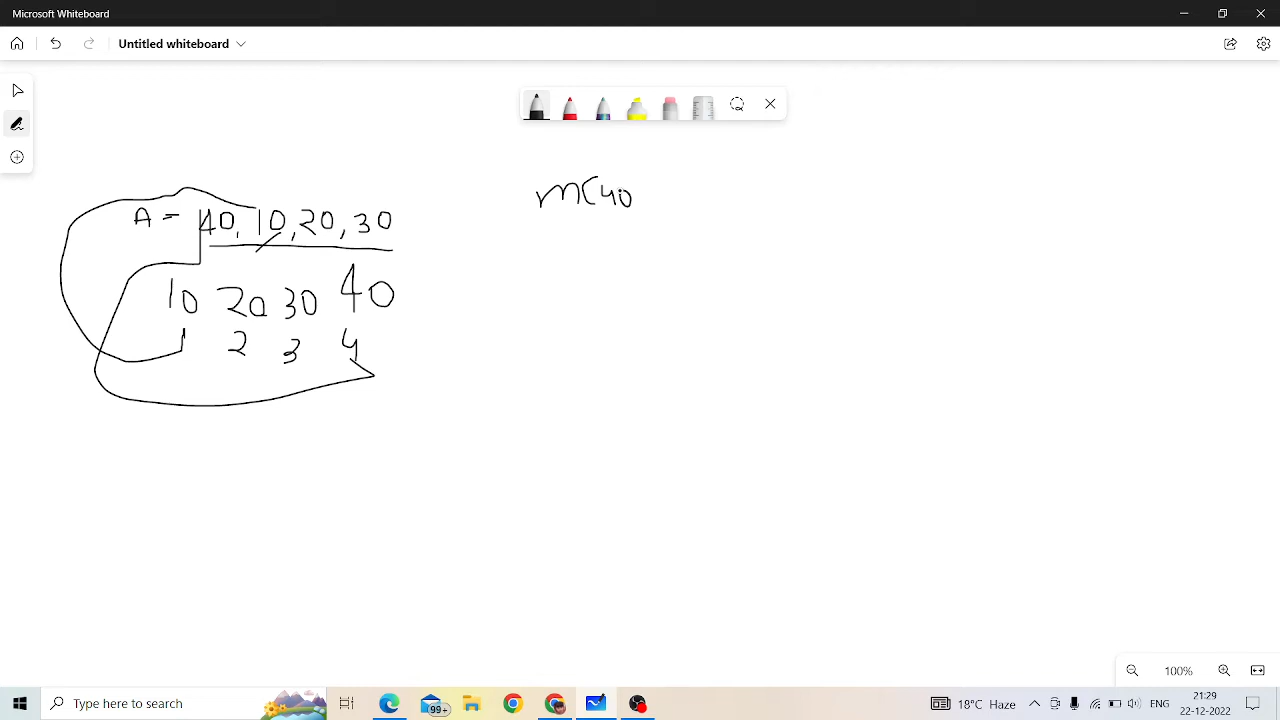 Microsoft Whiteboard
Untitled whiteboard
m(40
A = 40, 10, 20, 30
10 20 30 40
1 2 3 4
100%
Type here to search
99+
18°C Haze
ENG
21:29
22-12-2022